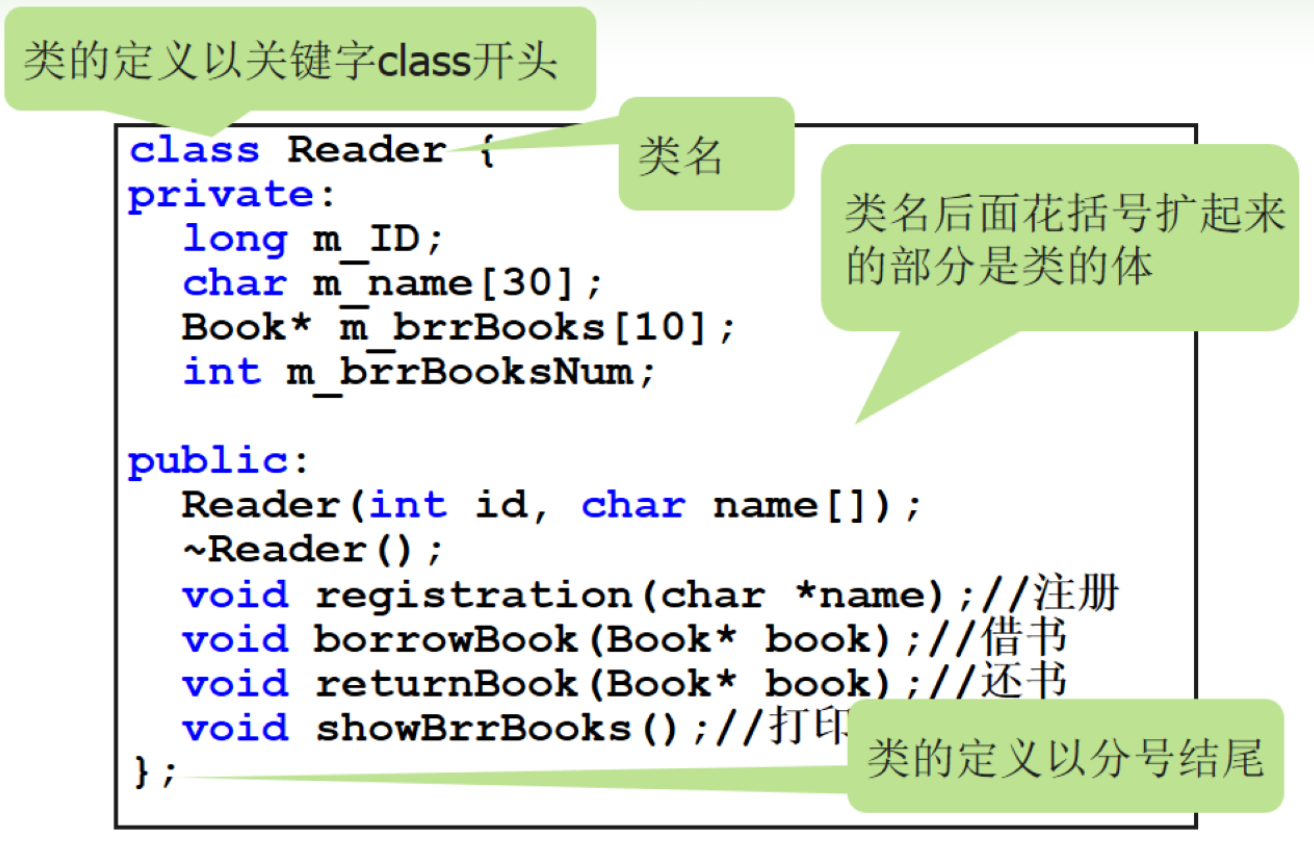 类的定义以关键字class开头
class Reader {
类名
private:
long m_ID;
char m_name[30];
Book* m_brrBooks[10];
int m_brrBooksNum;
类名后面花括号扩起来
的部分是类的体
public:
Reader(int id, char name[]);
~Reader();
void registration(char *name);//注册
void borrowBook(Book* book);//借书
void returnBook(Book* book);//还书
void showBrrBooks();//打印
};
类的定义以分号结尾